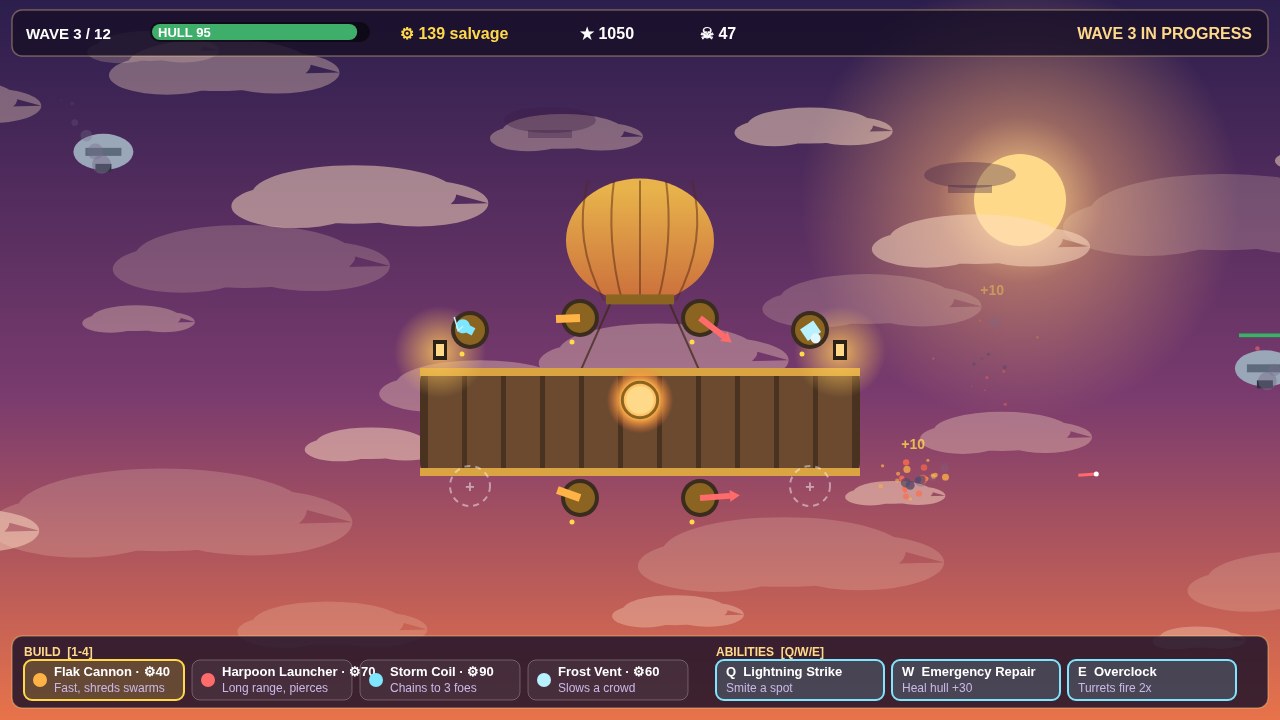 WAVE 3 / 12
HULL 95
⚙ 139 salvage
★ 1050
☠ 47
WAVE 3 IN PROGRESS
+10
+10
+
+
BUILD [1-4]
Flak Cannon · ⚙40
Fast, shreds swarms
Harpoon Launcher · ⚙70
Long range, pierces
Storm Coil · ⚙90
Chains to 3 foes
Frost Vent · ⚙60
Slows a crowd
ABILITIES [Q/W/E]
Q Lightning Strike
Smite a spot
W Emergency Repair
Heal hull +30
E Overclock
Turrets fire 2x